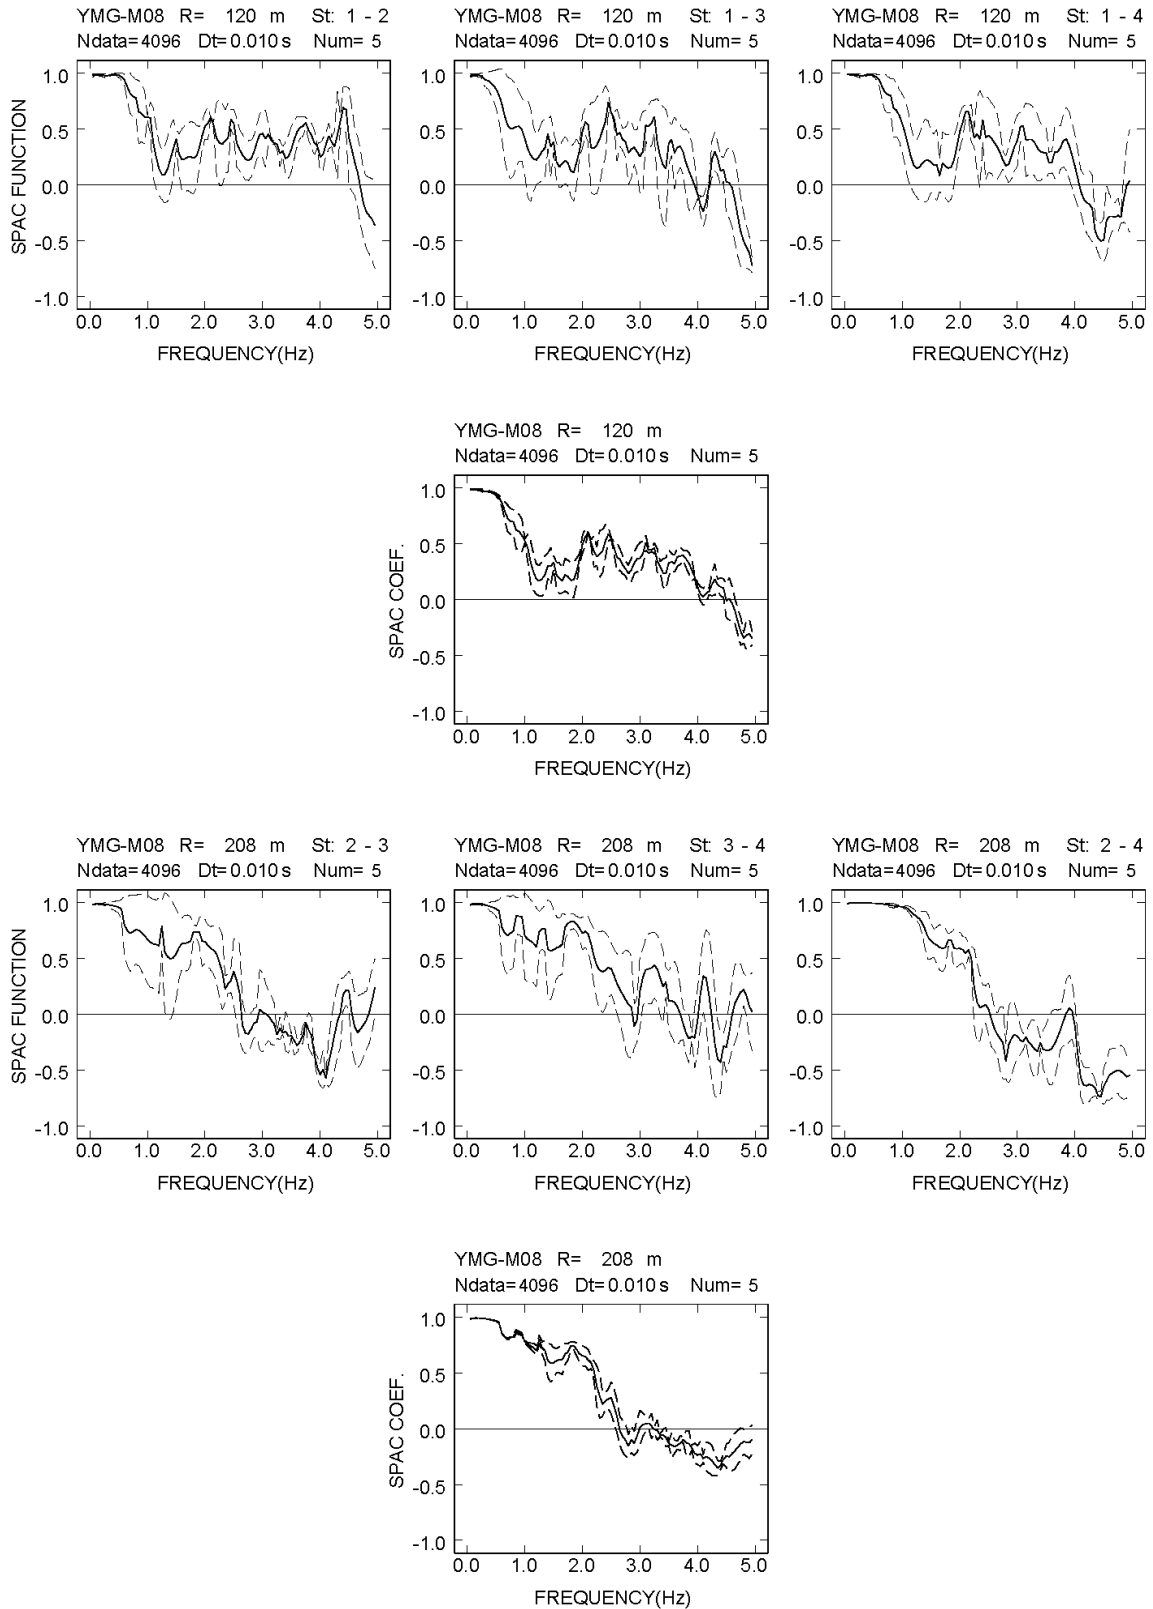 YMG-M08 R= 120 m St: 1 - 2
Ndata=4096 Dt=0.010 s Num= 5
YMG-M08 R= 120 m St: 1 - 3
Ndata=4096 Dt=0.010 s Num= 5
YMG-M08 R= 120 m St: 1 - 4
Ndata=4096 Dt=0.010 s Num= 5
SPAC FUNCTION
1.0
0.5
0.0
-0.5
-1.0
0.0 1.0 2.0 3.0 4.0 5.0
FREQUENCY(Hz)
1.0
0.5
0.0
-0.5
-1.0
0.0 1.0 2.0 3.0 4.0 5.0
FREQUENCY(Hz)
1.0
0.5
0.0
-0.5
-1.0
0.0 1.0 2.0 3.0 4.0 5.0
FREQUENCY(Hz)
YMG-M08 R= 120 m
Ndata=4096 Dt=0.010 s Num= 5
SPAC COEF.
1.0
0.5
0.0
-0.5
-1.0
0.0 1.0 2.0 3.0 4.0 5.0
FREQUENCY(Hz)
YMG-M08 R= 208 m St: 2 - 3
Ndata=4096 Dt=0.010 s Num= 5
YMG-M08 R= 208 m St: 3 - 4
Ndata=4096 Dt=0.010 s Num= 5
YMG-M08 R= 208 m St: 2 - 4
Ndata=4096 Dt=0.010 s Num= 5
SPAC FUNCTION
1.0
0.5
0.0
-0.5
-1.0
0.0 1.0 2.0 3.0 4.0 5.0
FREQUENCY(Hz)
1.0
0.5
0.0
-0.5
-1.0
0.0 1.0 2.0 3.0 4.0 5.0
FREQUENCY(Hz)
1.0
0.5
0.0
-0.5
-1.0
0.0 1.0 2.0 3.0 4.0 5.0
FREQUENCY(Hz)
YMG-M08 R= 208 m
Ndata=4096 Dt=0.010 s Num= 5
SPAC COEF.
1.0
0.5
0.0
-0.5
-1.0
0.0 1.0 2.0 3.0 4.0 5.0
FREQUENCY(Hz)